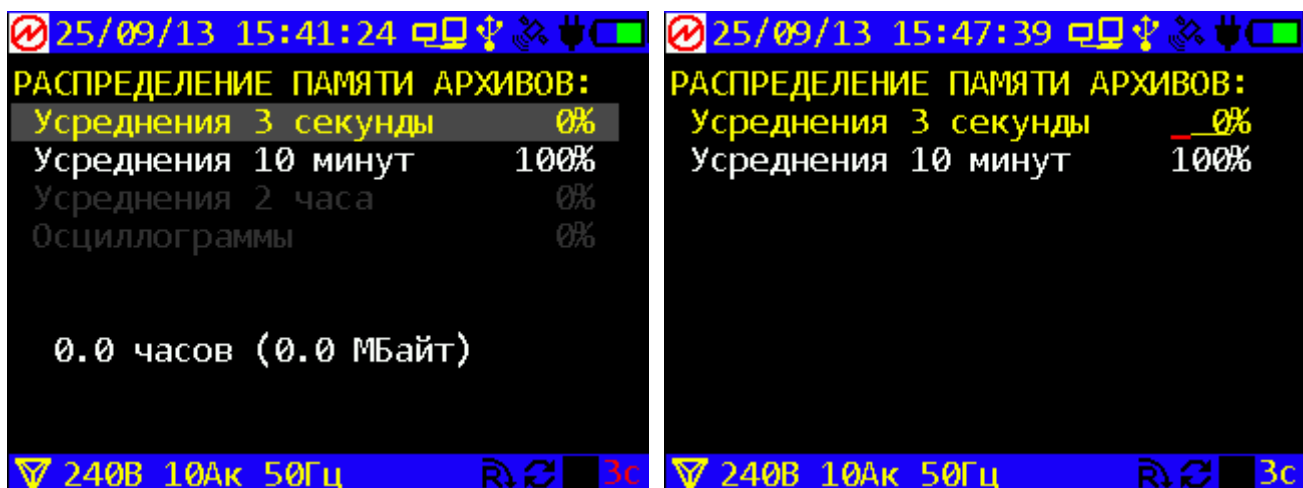 25/09/13 15:41:24
РАСПРЕДЕЛЕНИЕ ПАМЯТИ АРХИВОВ:
Усреднения 3 секунды 0%
Усреднения 10 минут 100%
Усреднения 2 часа 0%
Осциллограммы 0%
0.0 часов (0.0 МБайт)
240В 10Ак 50Гц 3с
25/09/13 15:47:39
РАСПРЕДЕЛЕНИЕ ПАМЯТИ АРХИВОВ:
Усреднения 3 секунды __0%
Усреднения 10 минут 100%
240В 10Ак 50Гц 3с